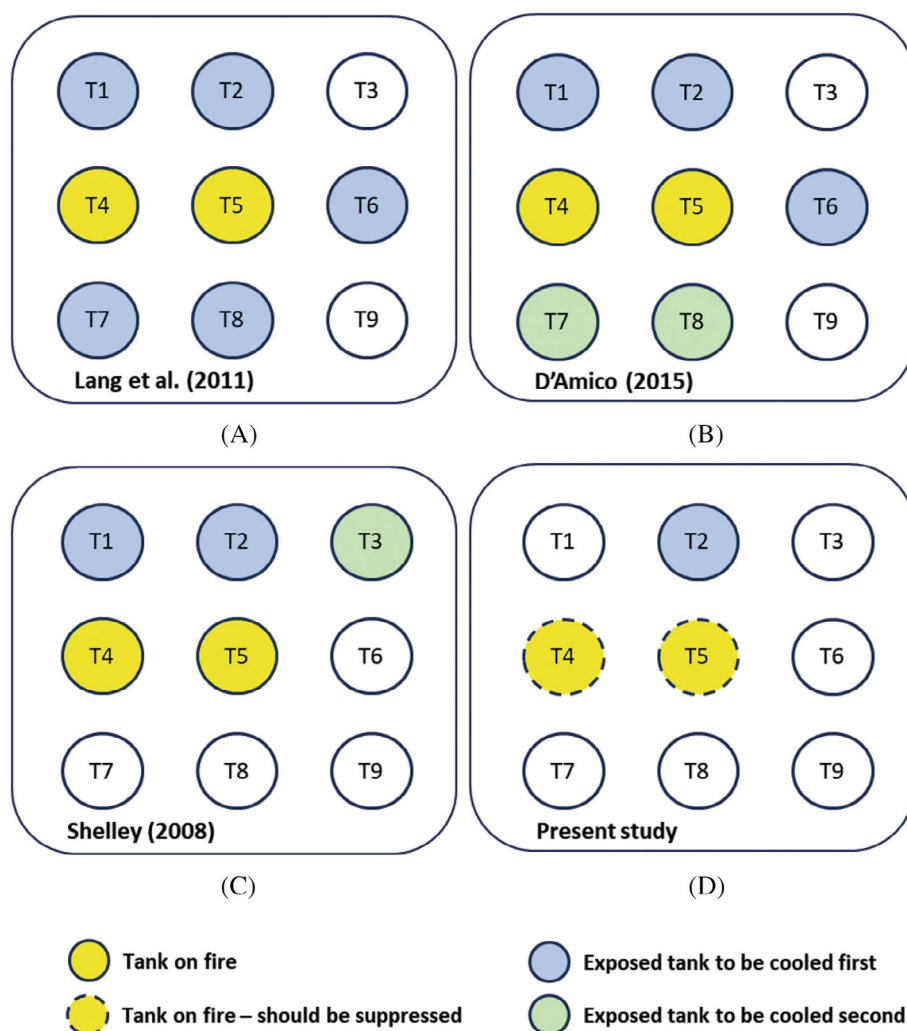 T1 T2 T3
T4 T5 T6
T7 T8 T9
Lang et al. (2011)
(A)
T1 T2 T3
T4 T5 T6
T7 T8 T9
D'Amico (2015)
(B)
T1 T2 T3
T4 T5 T6
T7 T8 T9
Shelley (2008)
(C)
T1 T2 T3
T4 T5 T6
T7 T8 T9
Present study
(D)
Tank on fire
Tank on fire – should be suppressed
Exposed tank to be cooled first
Exposed tank to be cooled second